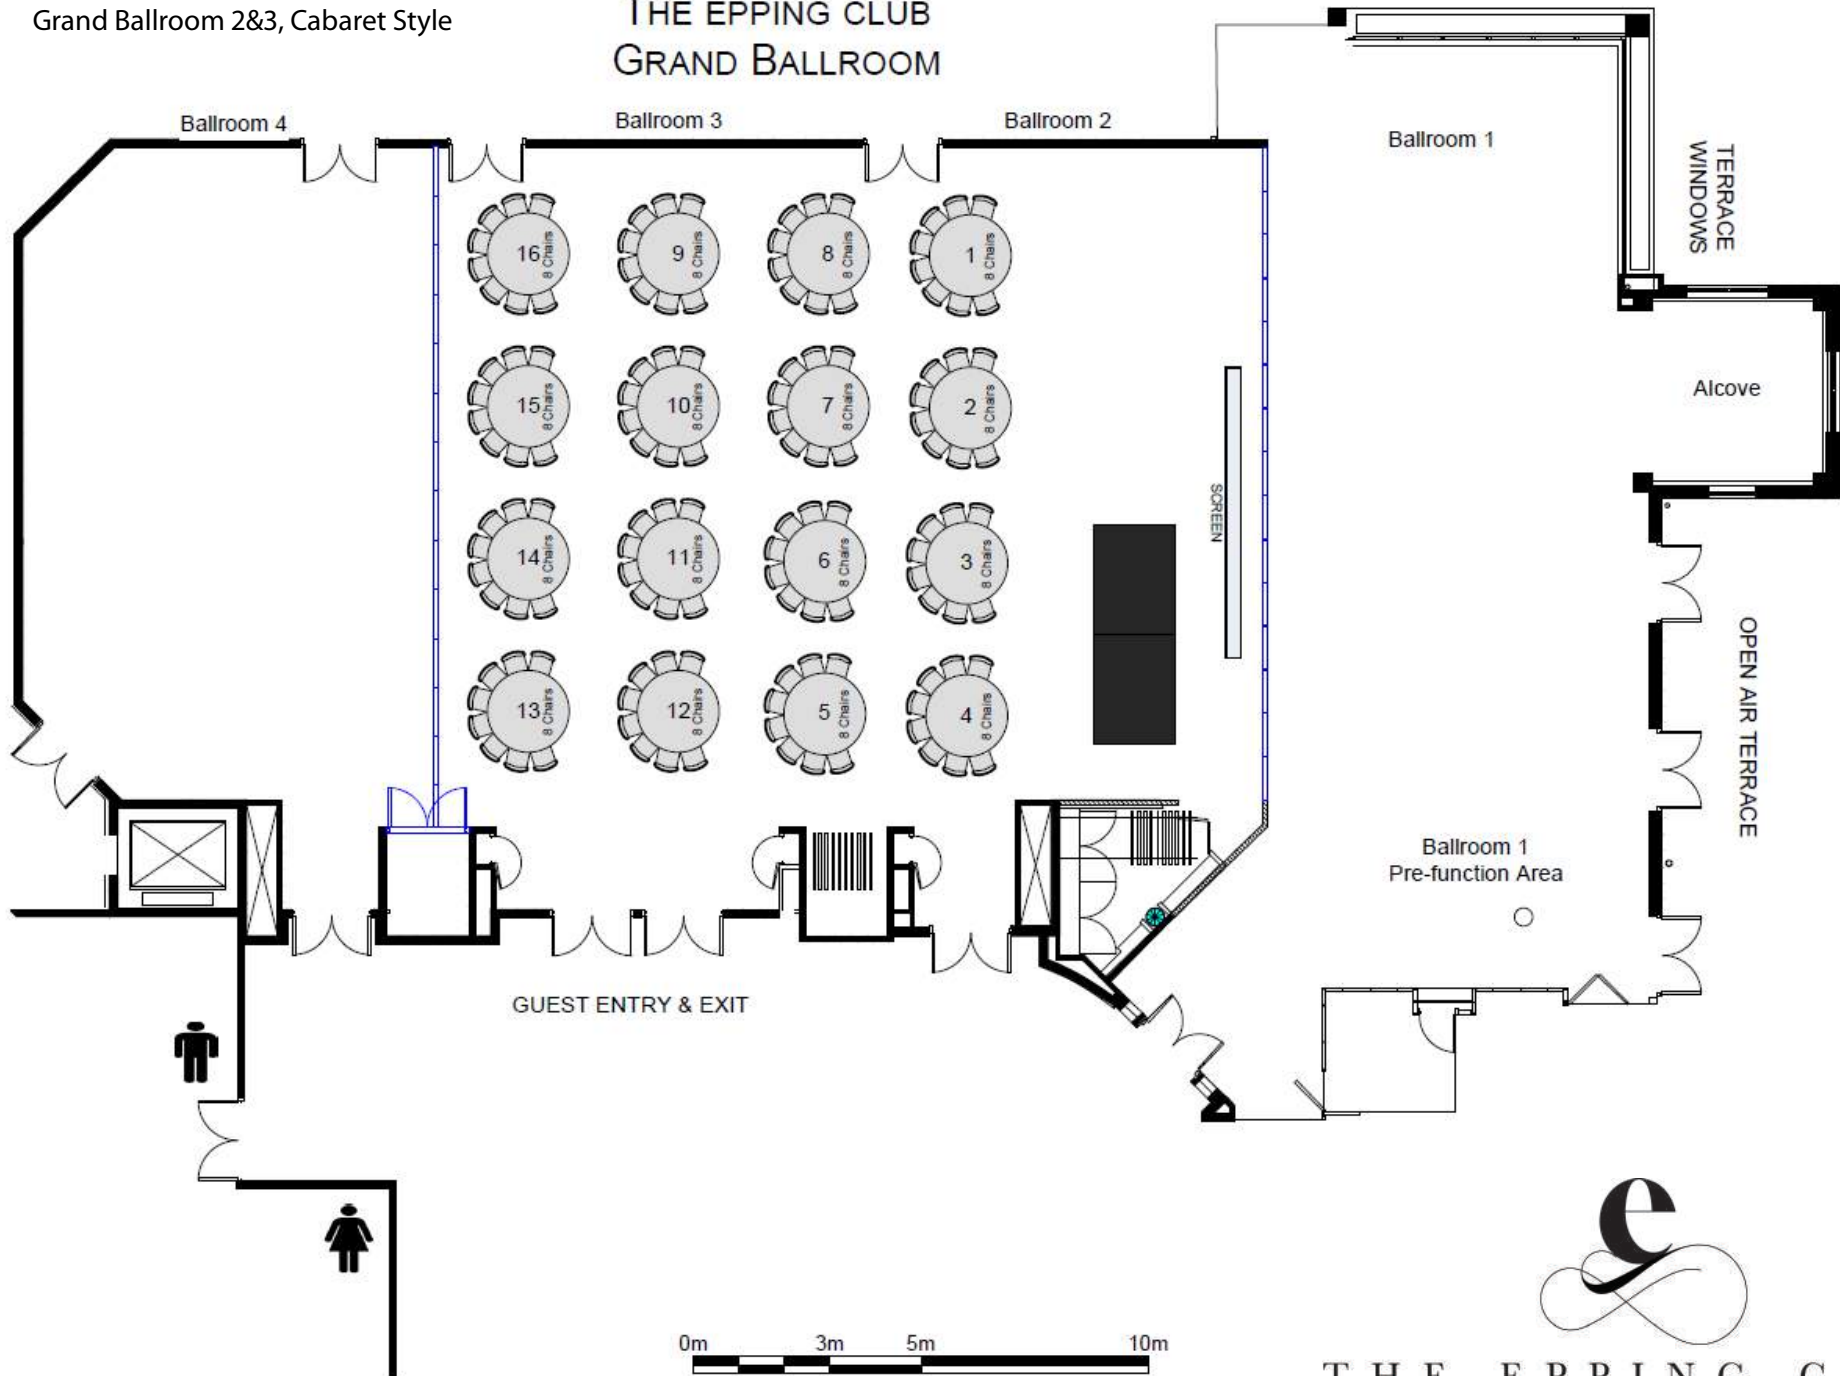 Grand Ballroom 2&3, Cabaret Style
THE EPPING CLUB
GRAND BALLROOM
Ballroom 4
Ballroom 3
Ballroom 2
Ballroom 1
TERRACE
WINDOWS
16 8 Chairs
9 8 Chairs
8 8 Chairs
1 8 Chairs
15 8 Chairs
10 8 Chairs
7 8 Chairs
2 8 Chairs
Alcove
SCREEN
14 8 Chairs
11 8 Chairs
6 8 Chairs
3 8 Chairs
13 8 Chairs
12 8 Chairs
5 8 Chairs
4 8 Chairs
OPEN AIR TERRACE
Ballroom 1
Pre-function Area
GUEST ENTRY & EXIT
e
0m 3m 5m 10m
THE EPPING C